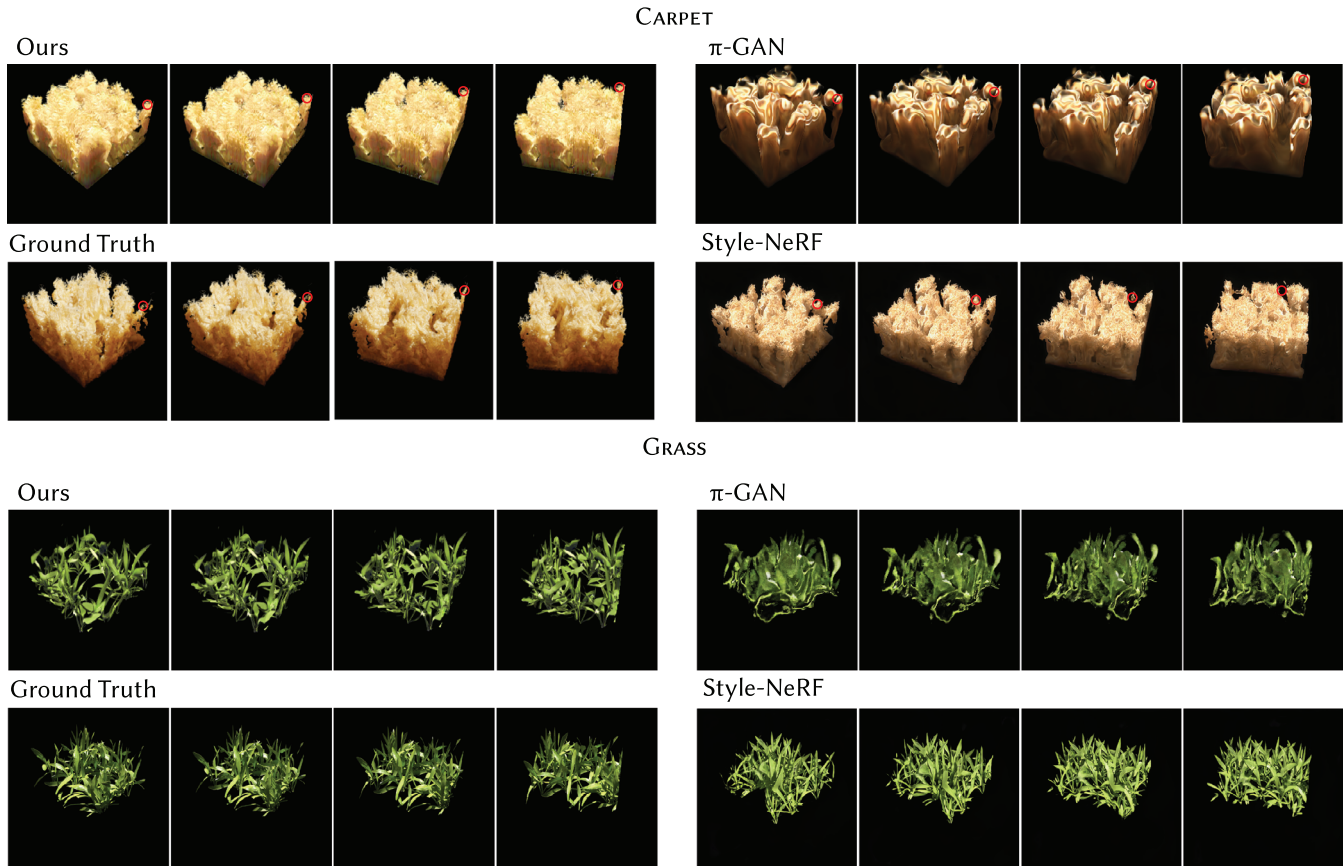 CARPET
Ours
π-GAN
Ground Truth
Style-NeRF
GRASS
Ours
π-GAN
Ground Truth
Style-NeRF